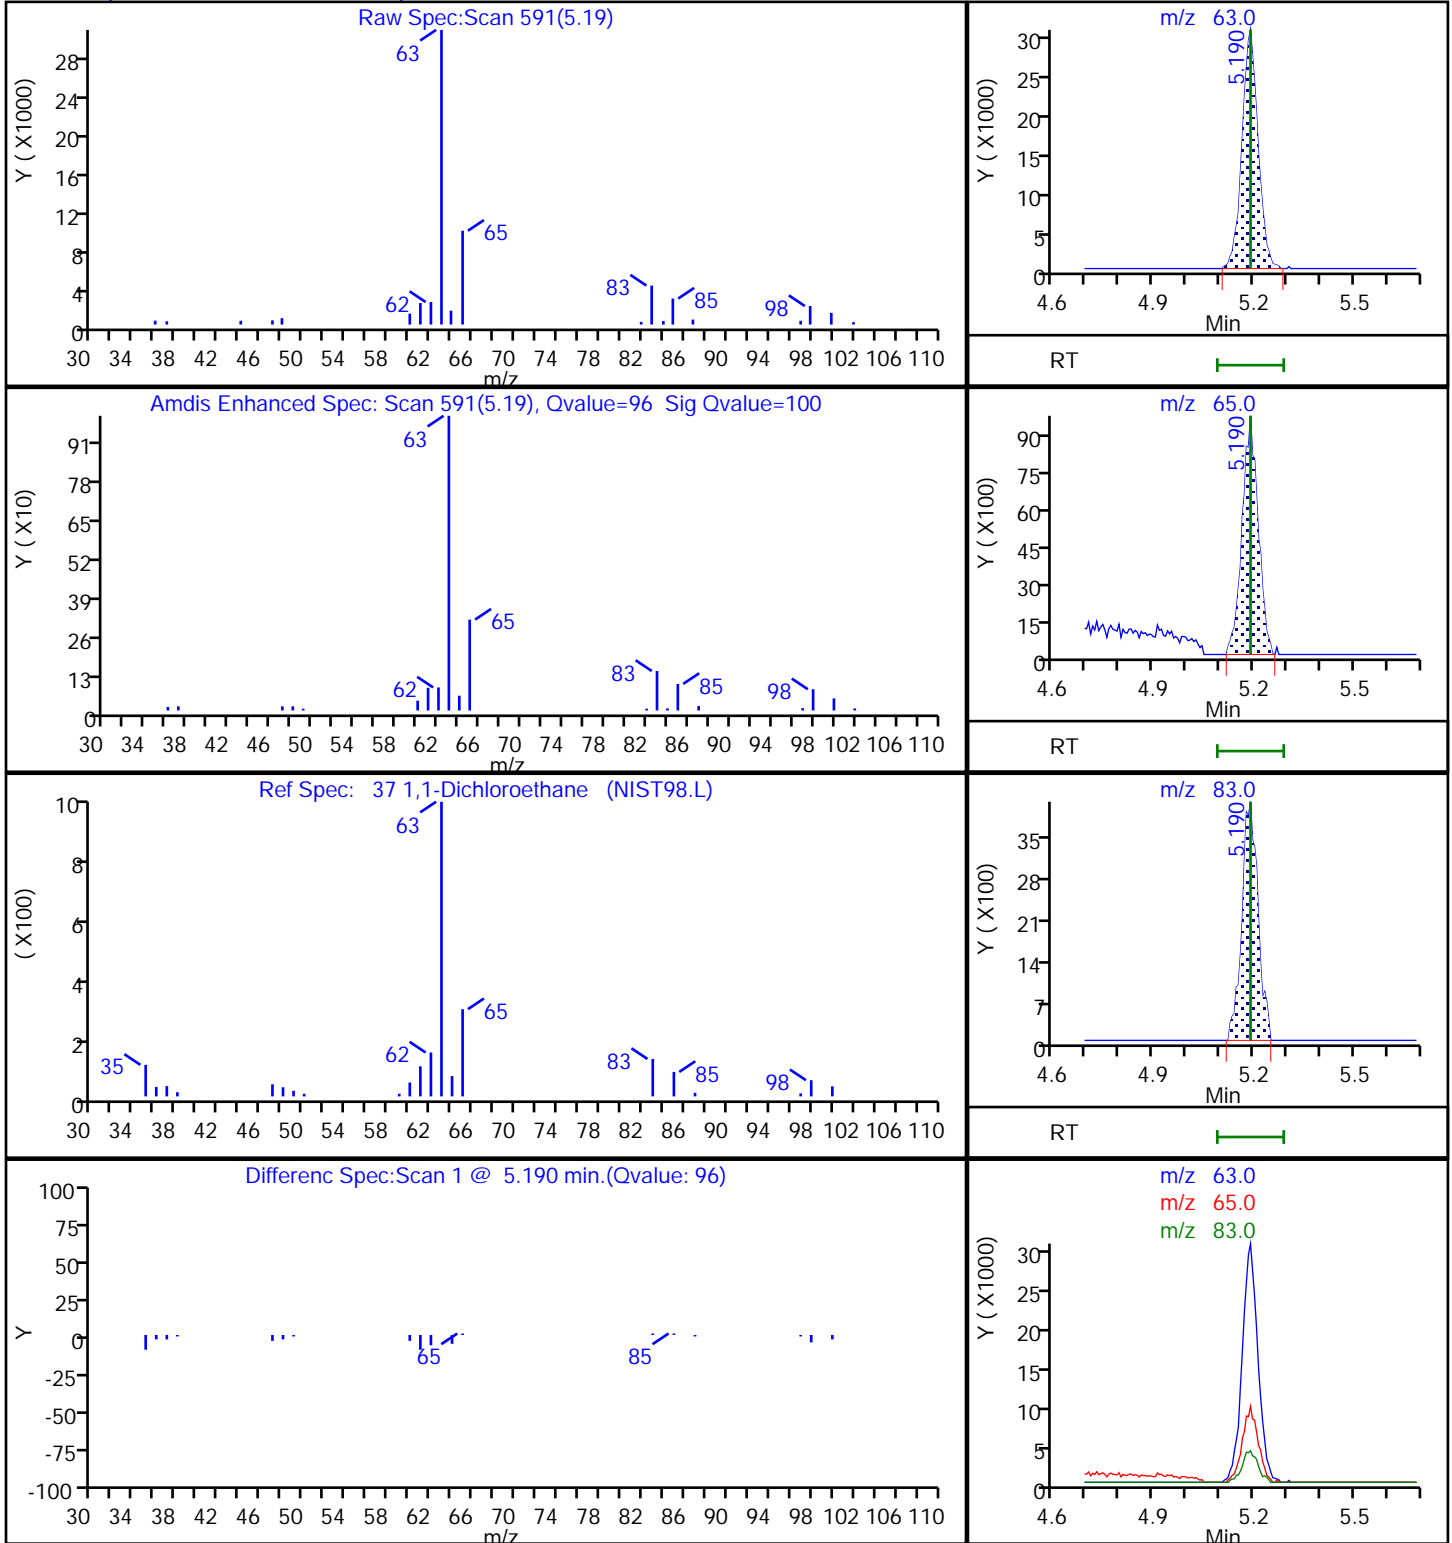 Raw Spec:Scan 591(5.19)
Y ( X1000)
28
24
20
16
12
8
4
0
63
65
62
83
85
98
30 34 38 42 46 50 54 58 62 66 70 74 78 82 86 90 94 98 102 106 110
m/z
m/z 63.0
Y ( X1000)
30
25
20
15
10
5
0
5.190
4.6 4.9 5.2 5.5
Min
RT
Amdis Enhanced Spec: Scan 591(5.19), Qvalue=96 Sig Qvalue=100
Y ( X10)
91
78
65
52
39
26
13
0
63
65
62
83
85
98
30 34 38 42 46 50 54 58 62 66 70 74 78 82 86 90 94 98 102 106 110
m/z
m/z 65.0
Y ( X100)
90
75
60
45
30
15
0
5.190
4.6 4.9 5.2 5.5
Min
RT
Ref Spec: 37 1,1-Dichloroethane (NIST98.L)
( X100)
10
8
6
4
2
0
63
65
35
62
83
85
98
30 34 38 42 46 50 54 58 62 66 70 74 78 82 86 90 94 98 102 106 110
m/z 83.0
Y ( X100)
35
28
21
14
7
0
5.190
4.6 4.9 5.2 5.5
Min
RT
Differenc Spec:Scan 1 @ 5.190 min.(Qvalue: 96)
Y
100
75
50
25
0
-25
-50
-75
-100
65
85
30 34 38 42 46 50 54 58 62 66 70 74 78 82 86 90 94 98 102 106 110
m/z
m/z 63.0
m/z 65.0
m/z 83.0
Y ( X1000)
30
25
20
15
10
5
0
4.6 4.9 5.2 5.5
Min